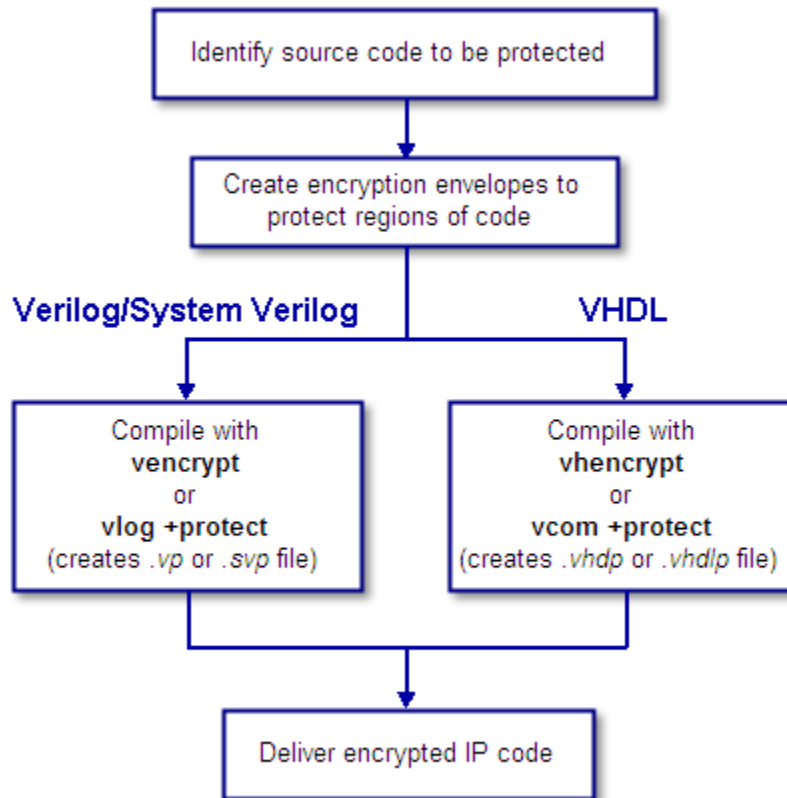 Identify source code to be protected
Create encryption envelopes to
protect regions of code
Verilog/System Verilog
VHDL
Compile with
vencrypt
or
vlog +protect
(creates .vp or .svp file)
Compile with
vhencrypt
or
vcom +protect
(creates .vhdp or .vhdlp file)
Deliver encrypted IP code